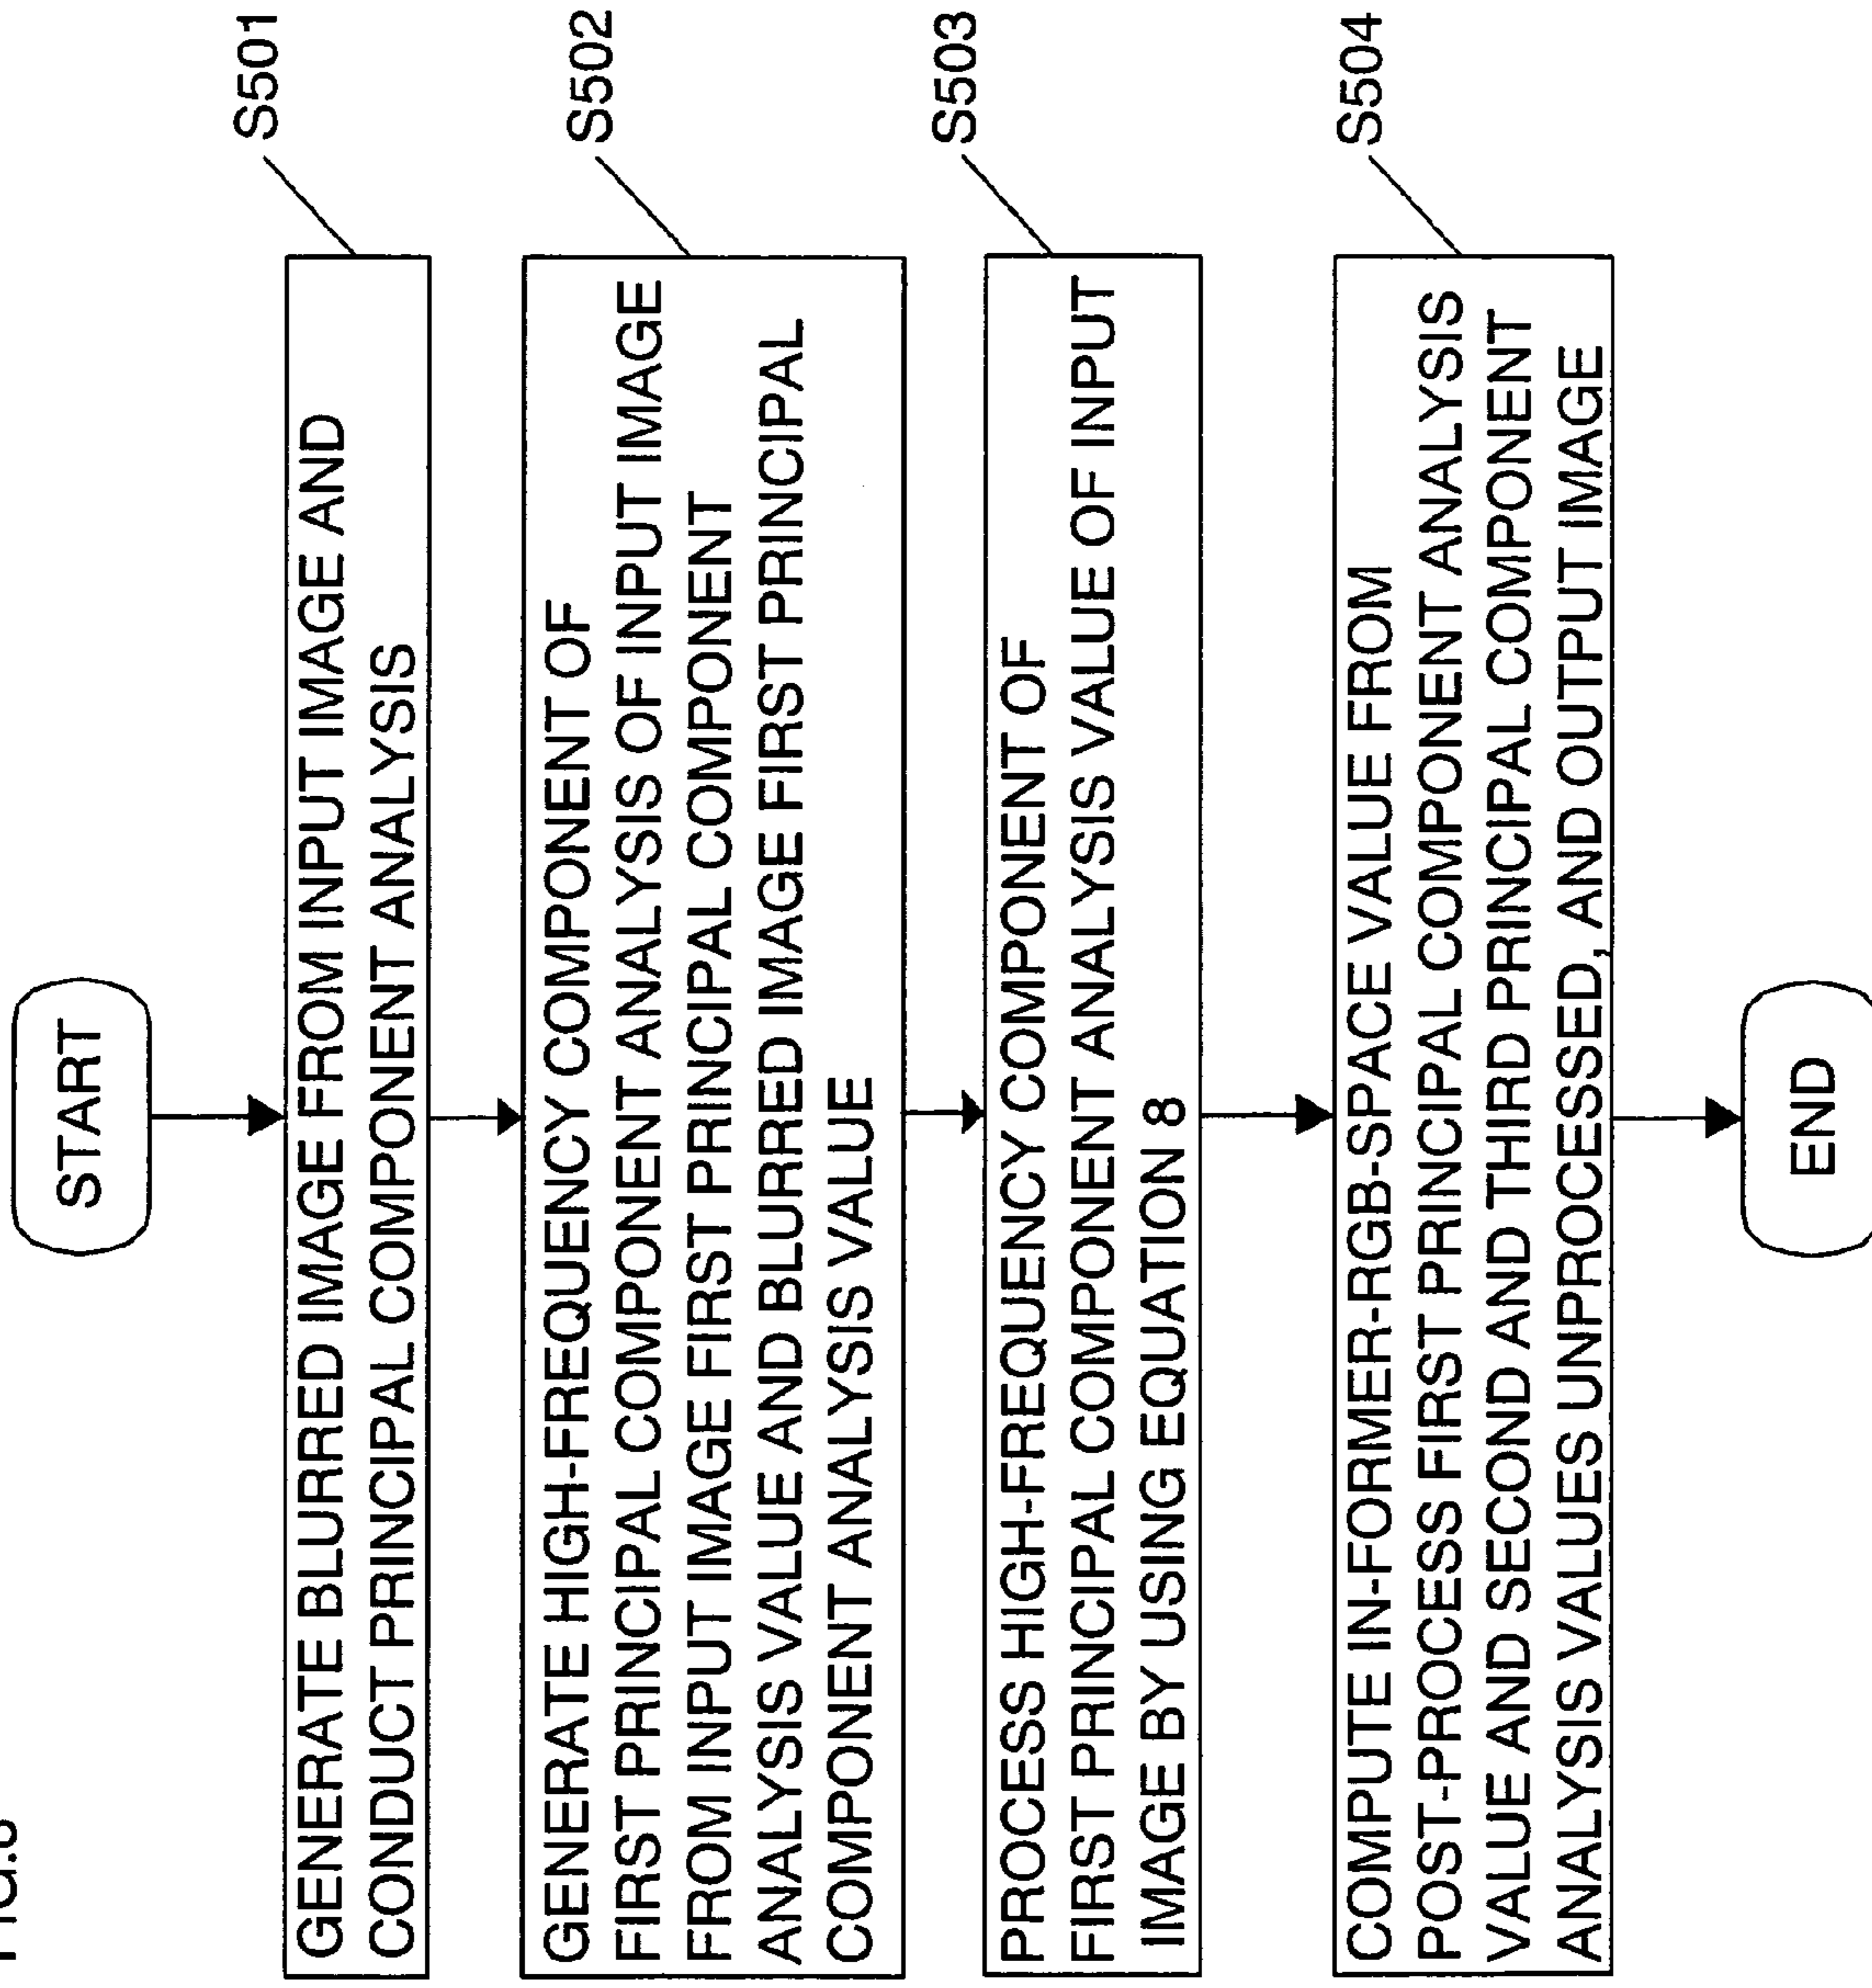 START
GENERATE BLURRED IMAGE FROM INPUT IMAGE AND
CONDUCT PRINCIPAL COMPONENT ANALYSIS
S501
GENERATE HIGH-FREQUENCY COMPONENT OF
FIRST PRINCIPAL COMPONENT ANALYSIS OF INPUT IMAGE
FROM INPUT IMAGE FIRST PRINCIPAL COMPONENT
ANALYSIS VALUE AND BLURRED IMAGE FIRST PRINCIPAL
COMPONENT ANALYSIS VALUE
S502
PROCESS HIGH-FREQUENCY COMPONENT OF
FIRST PRINCIPAL COMPONENT ANALYSIS VALUE OF INPUT
IMAGE BY USING EQUATION 8
S503
COMPUTE IN-FORMER-RGB-SPACE VALUE FROM
POST-PROCESS FIRST PRINCIPAL COMPONENT ANALYSIS
VALUE AND SECOND AND THIRD PRINCIPAL COMPONENT
ANALYSIS VALUES UNPROCESSED, AND OUTPUT IMAGE
S504
END